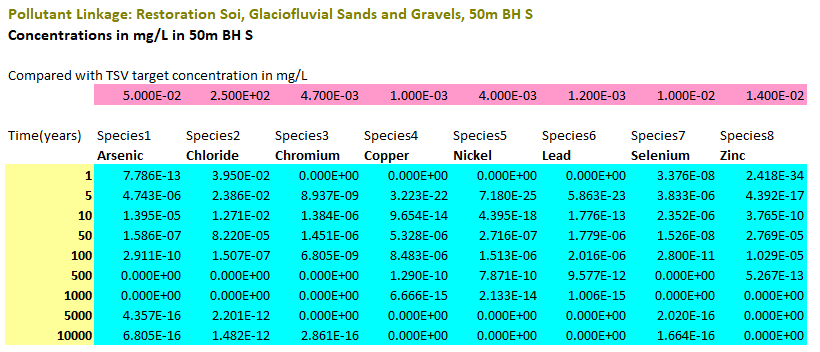 Pollutant Linkage: Restoration Soi, Glaciofluvial Sands and Gravels, 50m BH S
Concentrations in mg/L in 50m BH S
Compared with TSV target concentration in mg/L
5.000E-02 2.500E+02 4.700E-03 1.000E-03 4.000E-03 1.200E-03 1.000E-02 1.400E-02
Time(years) Species1 Species2 Species3 Species4 Species5 Species6 Species7 Species8
Arsenic Chloride Chromium Copper Nickel Lead Selenium Zinc
1 7.786E-13 3.950E-02 0.000E+00 0.000E+00 0.000E+00 0.000E+00 3.376E-08 2.418E-34
5 4.743E-06 2.386E-02 8.937E-09 3.223E-22 7.180E-25 5.863E-23 3.833E-06 4.392E-17
10 1.395E-05 1.271E-02 1.384E-06 9.654E-14 4.395E-18 1.776E-13 2.352E-06 3.765E-10
50 1.586E-07 8.220E-05 1.451E-06 5.328E-06 2.716E-07 1.779E-06 1.526E-08 2.769E-05
100 2.911E-10 1.507E-07 6.805E-09 8.483E-06 1.513E-06 2.016E-06 2.800E-11 1.029E-05
500 0.000E+00 0.000E+00 0.000E+00 1.290E-10 7.871E-10 9.577E-12 0.000E+00 5.267E-13
1000 0.000E+00 0.000E+00 0.000E+00 6.666E-15 2.133E-14 1.006E-15 0.000E+00 0.000E+00
5000 4.357E-16 2.201E-12 0.000E+00 0.000E+00 0.000E+00 0.000E+00 2.020E-16 0.000E+00
10000 6.805E-16 1.482E-12 2.861E-16 0.000E+00 0.000E+00 0.000E+00 1.664E-16 0.000E+00